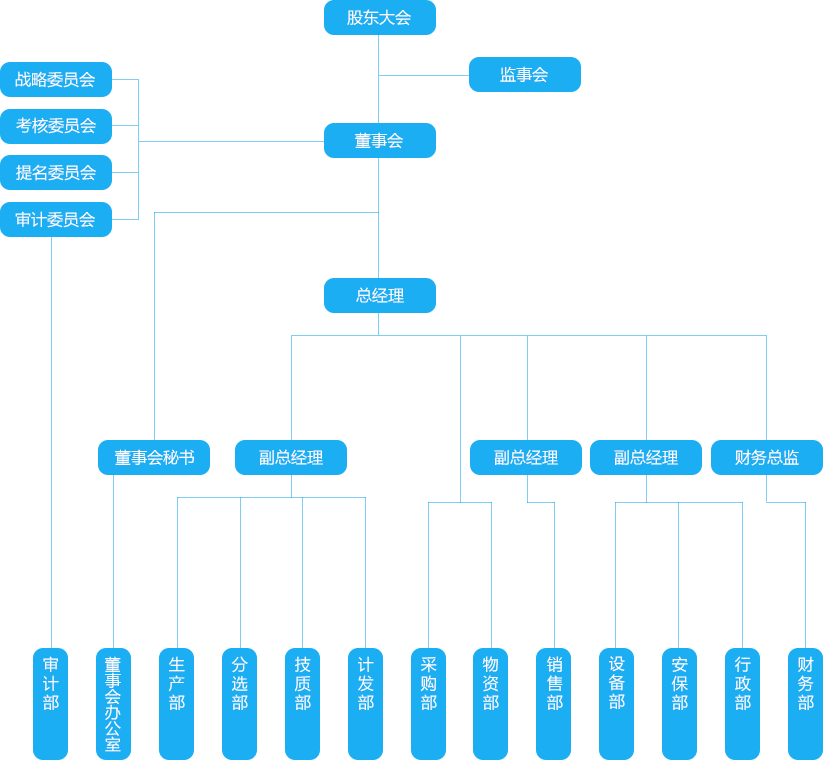 股东大会
监事会
战略委员会
考核委员会
董事会
提名委员会
审计委员会
总经理
董事会秘书
副总经理
副总经理
副总经理
财务总监
审计部
董事会办公室
生产部
分选部
技质部
计发部
采购部
物资部
销售部
设备部
安保部
行政部
财务部